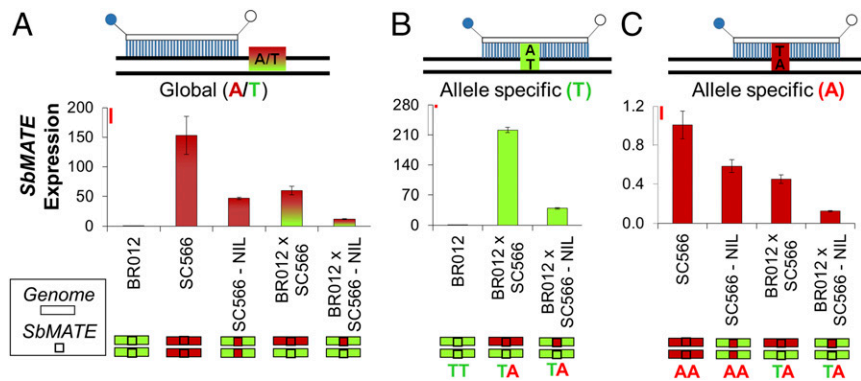 A
A/T
Global (A/T)
SbMATE
Expression
200
150
100
50
0
BR012
SC566
SC566 - NIL
BR012 x
SC566
BR012 x
SC566 - NIL
Genome
SbMATE
B
A
T
Allele specific (T)
280
210
140
70
0
BR012
BR012 x
SC566
BR012 x
SC566 - NIL
TT
TA
TA
C
T
A
Allele specific (A)
1.2
0.8
0.4
0.0
SC566
SC566 - NIL
BR012 x
SC566
BR012 x
SC566 - NIL
AA
AA
TA
TA